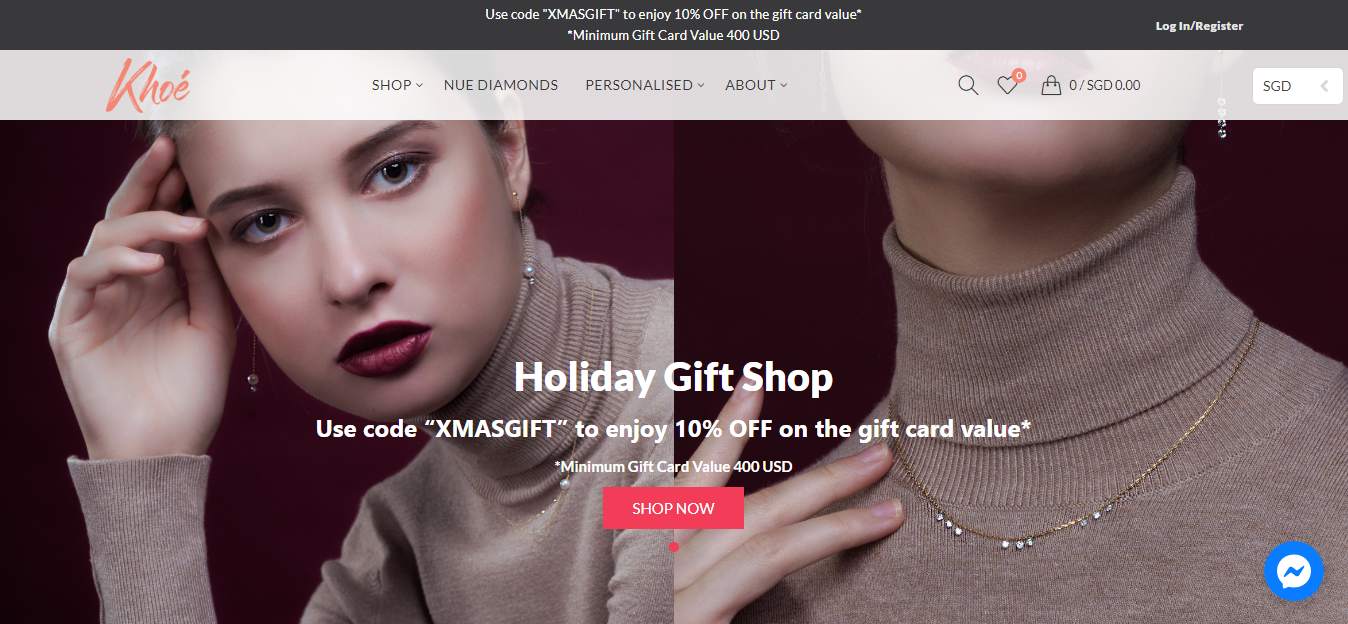 Use code "XMASGIFT" to enjoy 10% OFF on the gift card value*
*Minimum Gift Card Value 400 USD
Log In/Register
Khoé
SHOP
NUE DIAMONDS
PERSONALISED
ABOUT
0
0 / SGD 0.00
SGD
Holiday Gift Shop
Use code “XMASGIFT” to enjoy 10% OFF on the gift card value*
*Minimum Gift Card Value 400 USD
SHOP NOW